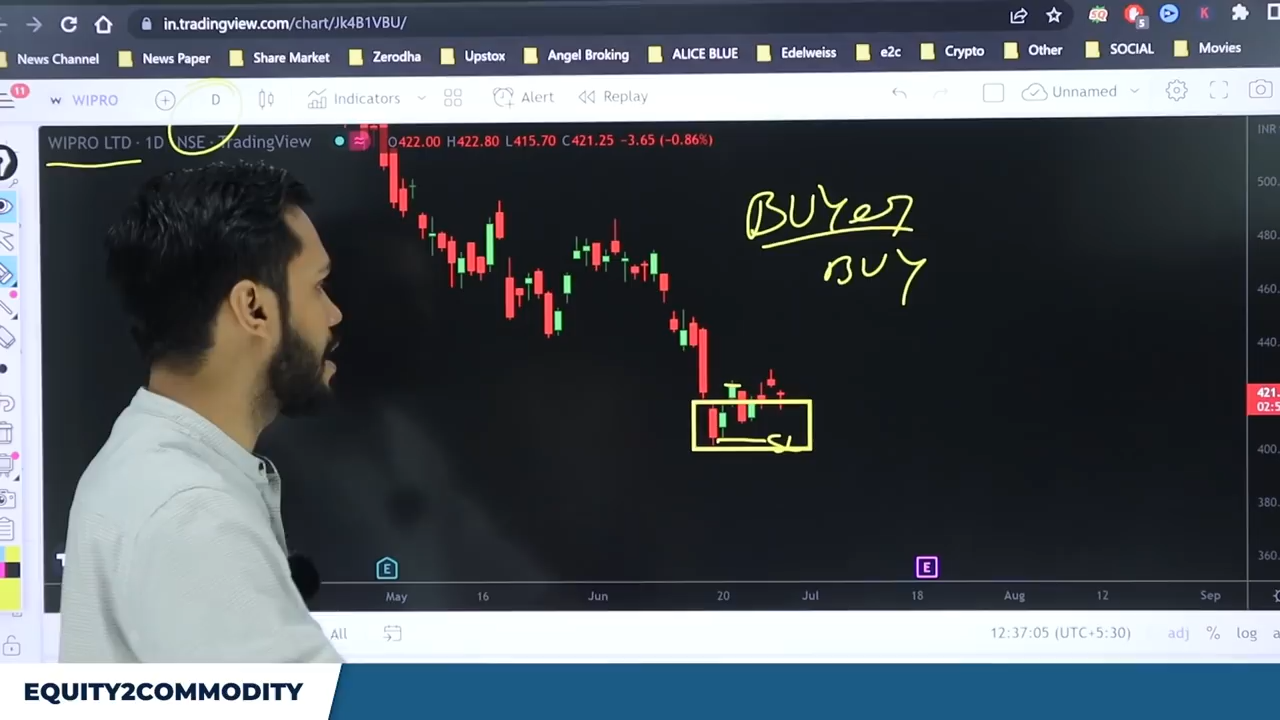 in.tradingview.com/chart/Jk4B1VBU/
News Channel News Paper Share Market Zerodha Upstox Angel Broking ALICE BLUE Edelweiss e2c Crypto Other SOCIAL Movies
11 WIPRO D Indicators Alert Replay Unnamed
WIPRO LTD · 1D · NSE · TradingView O422.00 H422.80 L415.70 C421.25 −3.65 (−0.86%)
INR
500.
480.
460.
440.
421.
02:5
400.
380.
360.
BUYer
BUY
SL
E E
May 16 Jun 20 Jul 18 Aug 12 Sep
All 12:37:05 (UTC+5:30) adj % log a
EQUITY2COMMODITY